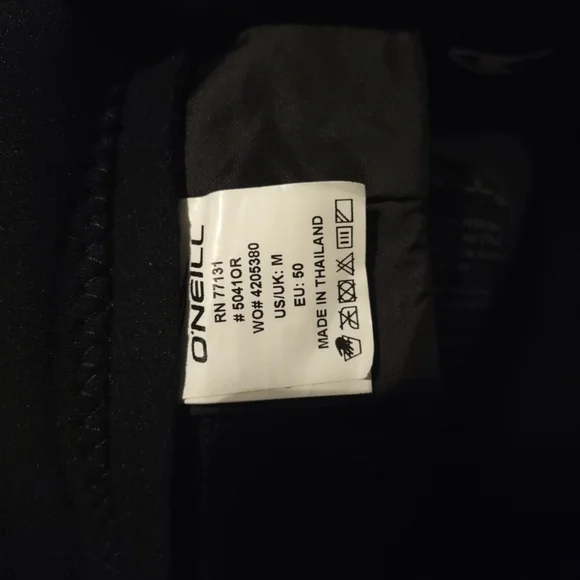 O'NEILL
RN 77131
# 5041OR
WO# 4205380
US/UK: M
EU: 50
MADE IN THAILAND